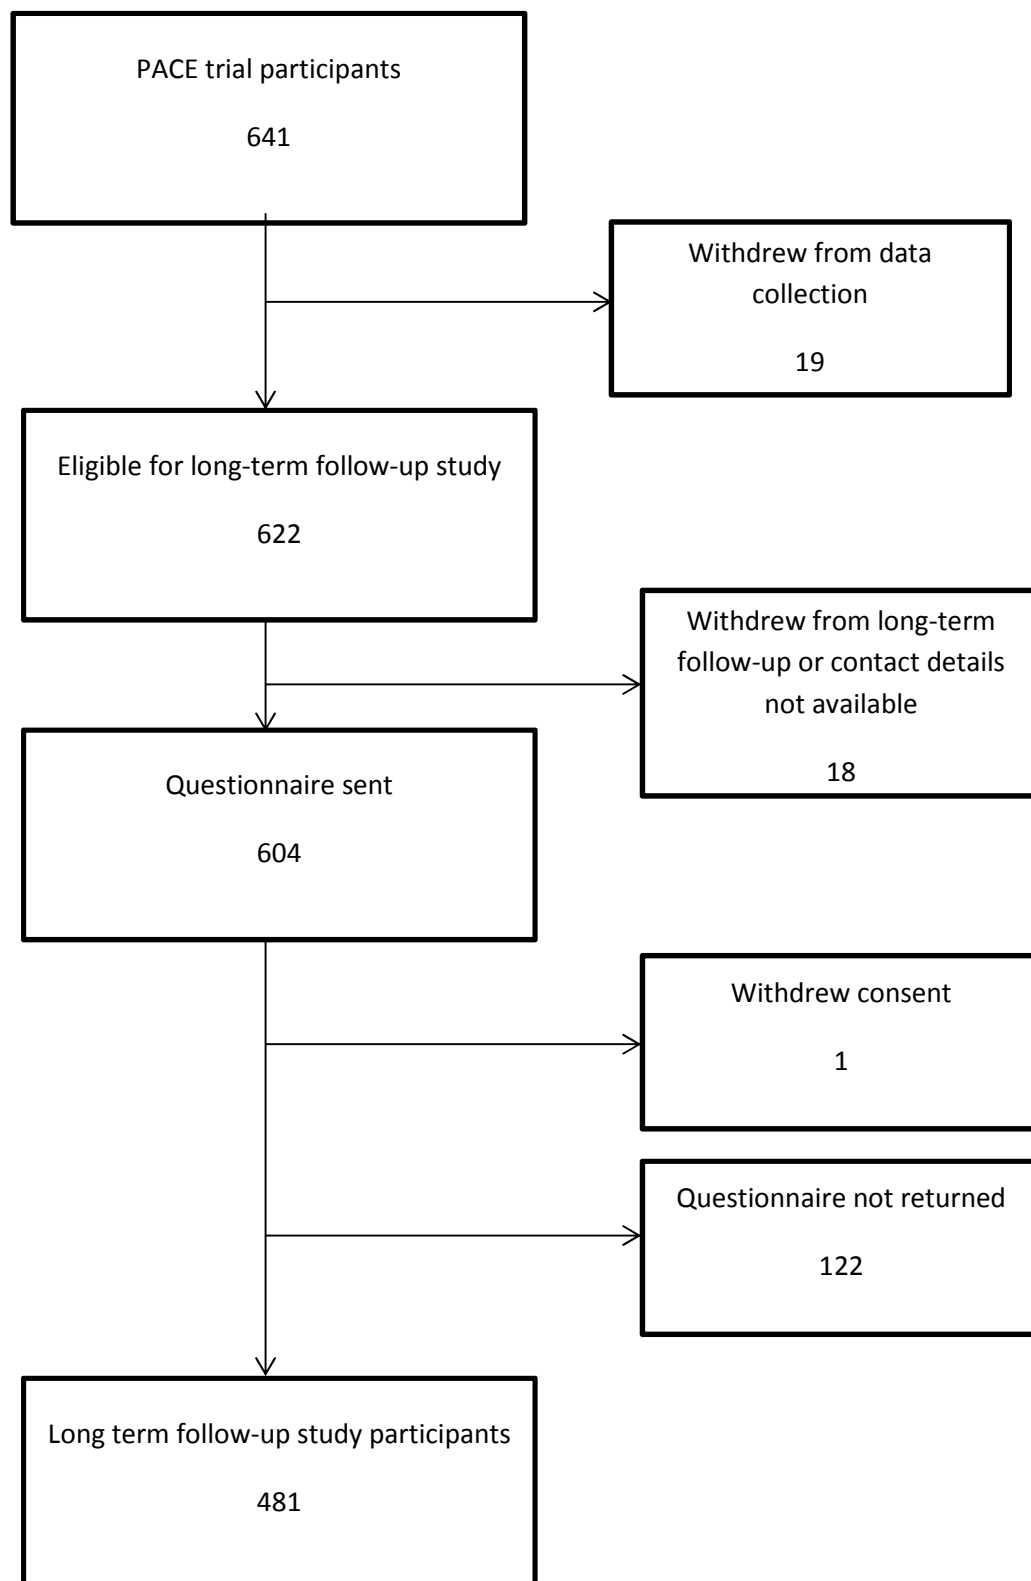 PACE trial participants
641
Withdrew from data
collection
19
Eligible for long-term follow-up study
622
Withdrew from long-term
follow-up or contact details
not available
18
Questionnaire sent
604
Withdrew consent
1
Questionnaire not returned
122
Long term follow-up study participants
481